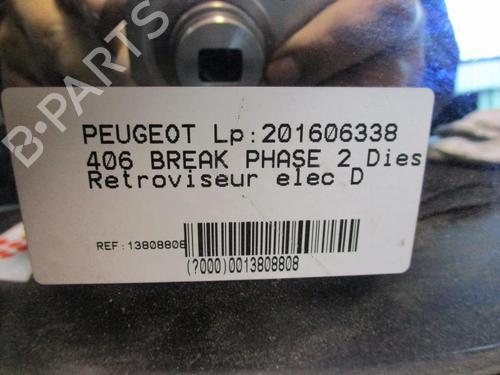 B-PARTS
PEUGEOT Lp:201606338
406 BREAK PHASE 2 Dies
Retroviseur elec D
REF:13808808
(?000)0013808808